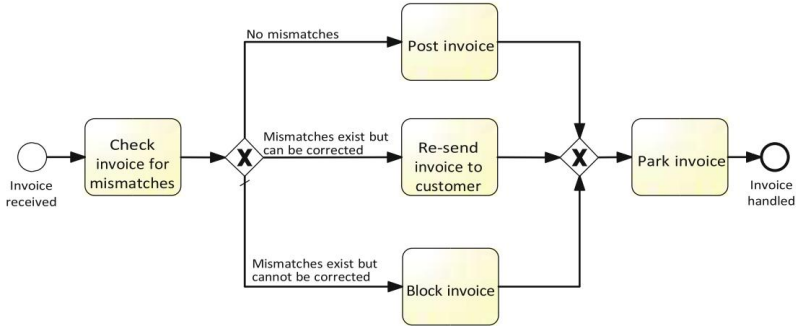 No mismatches
Post invoice
Check
invoice for
mismatches
Mismatches exist but
can be corrected
Re-send
invoice to
customer
Park invoice
Invoice
received
Invoice
handled
Mismatches exist but
cannot be corrected
Block invoice